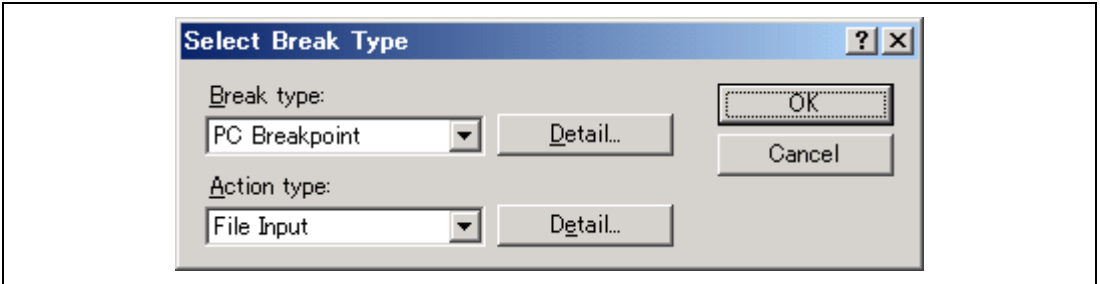 Select Break Type
Break type:
PC Breakpoint
Detail...
OK
Cancel
Action type:
File Input
Detail...